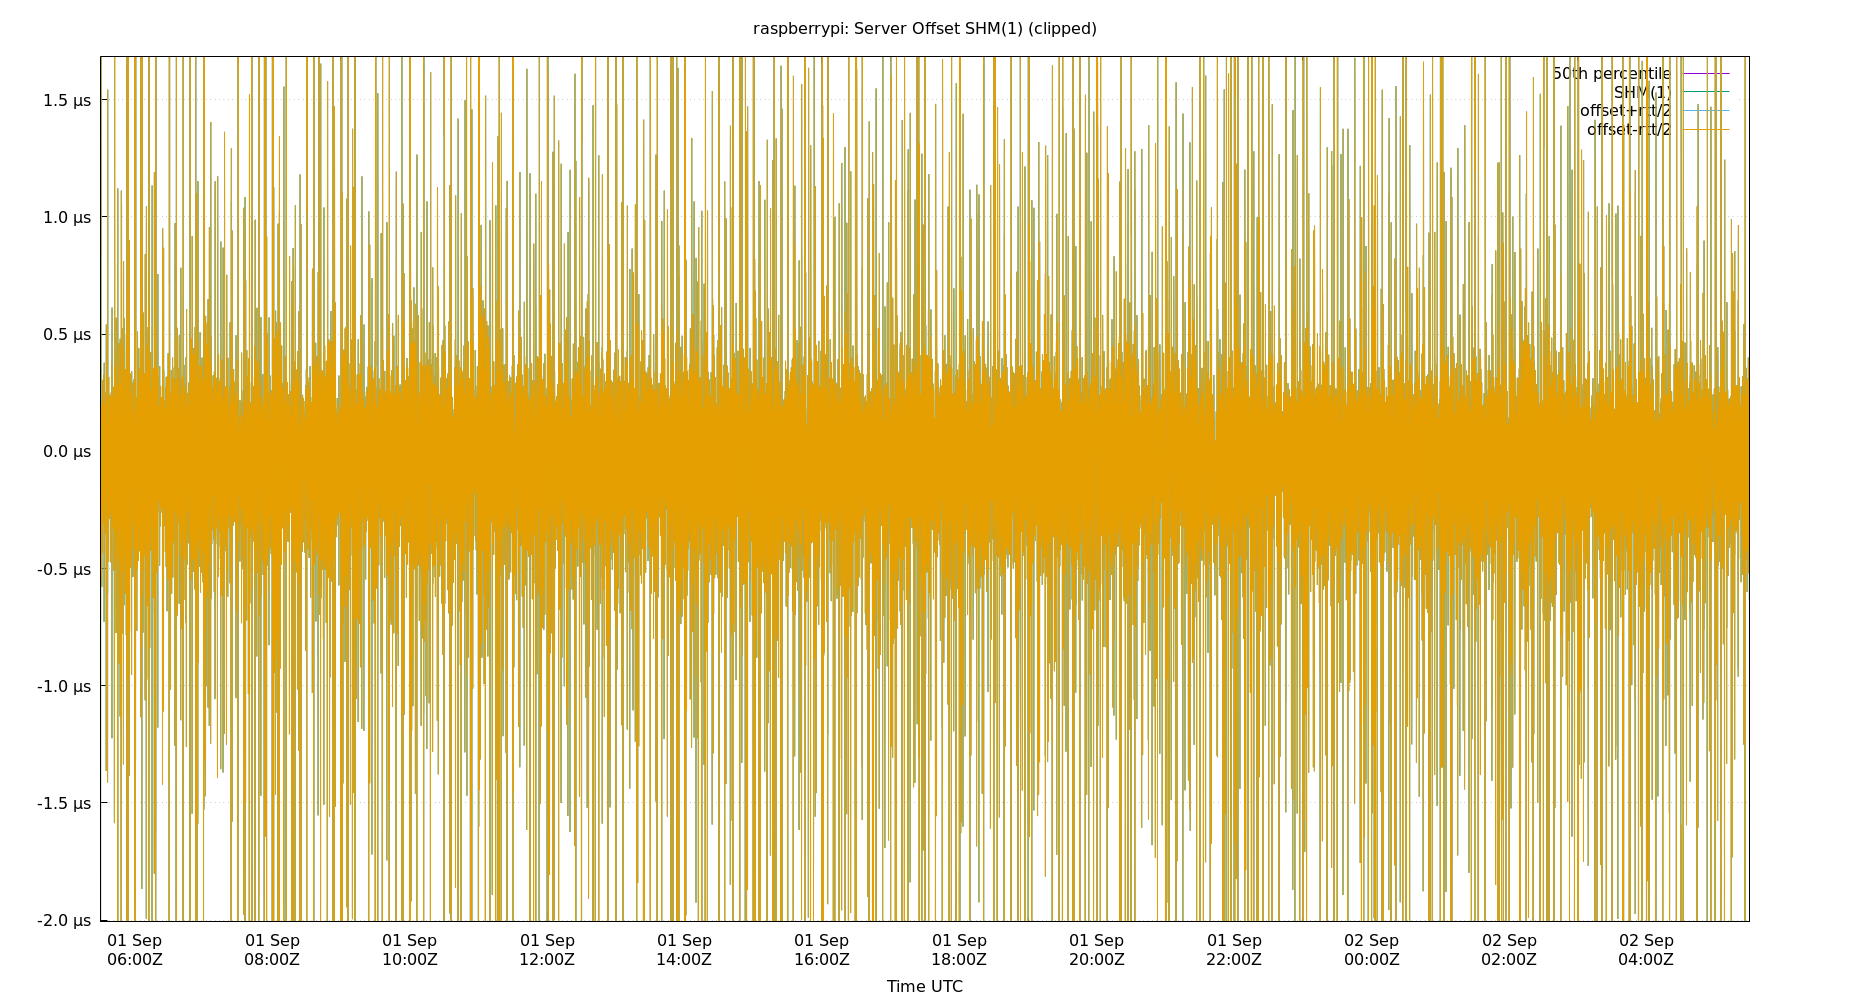 raspberrypi: Server Offset SHM(1) (clipped)
50th percentile
SHM(1)
offset+rtt/2
offset-rtt/2
1.5 µs
1.0 µs
0.5 µs
0.0 µs
-0.5 µs
-1.0 µs
-1.5 µs
-2.0 µs
01 Sep 01 Sep 01 Sep 01 Sep 01 Sep 01 Sep 01 Sep 01 Sep 01 Sep 02 Sep 02 Sep 02 Sep
06:00Z 08:00Z 10:00Z 12:00Z 14:00Z 16:00Z 18:00Z 20:00Z 22:00Z 00:00Z 02:00Z 04:00Z
Time UTC